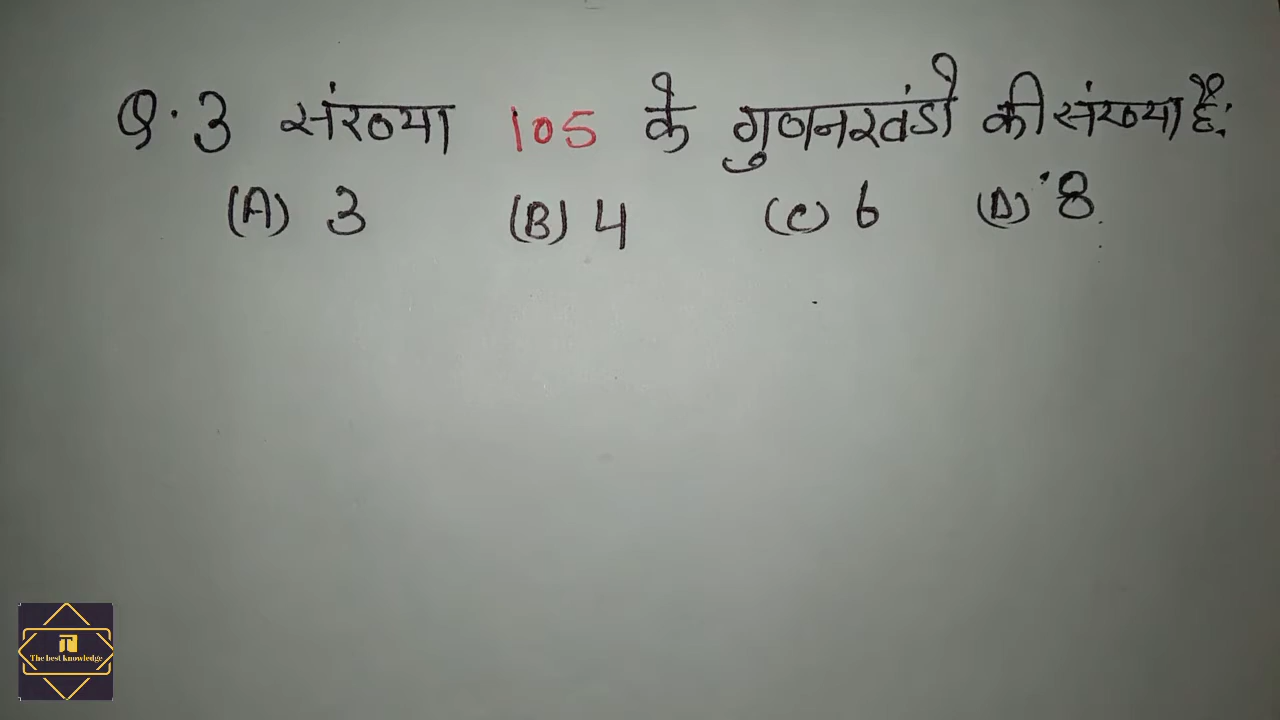 Q. 3 संख्या 105 के गुणनखंडो की संख्या हैं:
(A) 3 (B) 4 (C) 6 (D) 8
The best knowledge